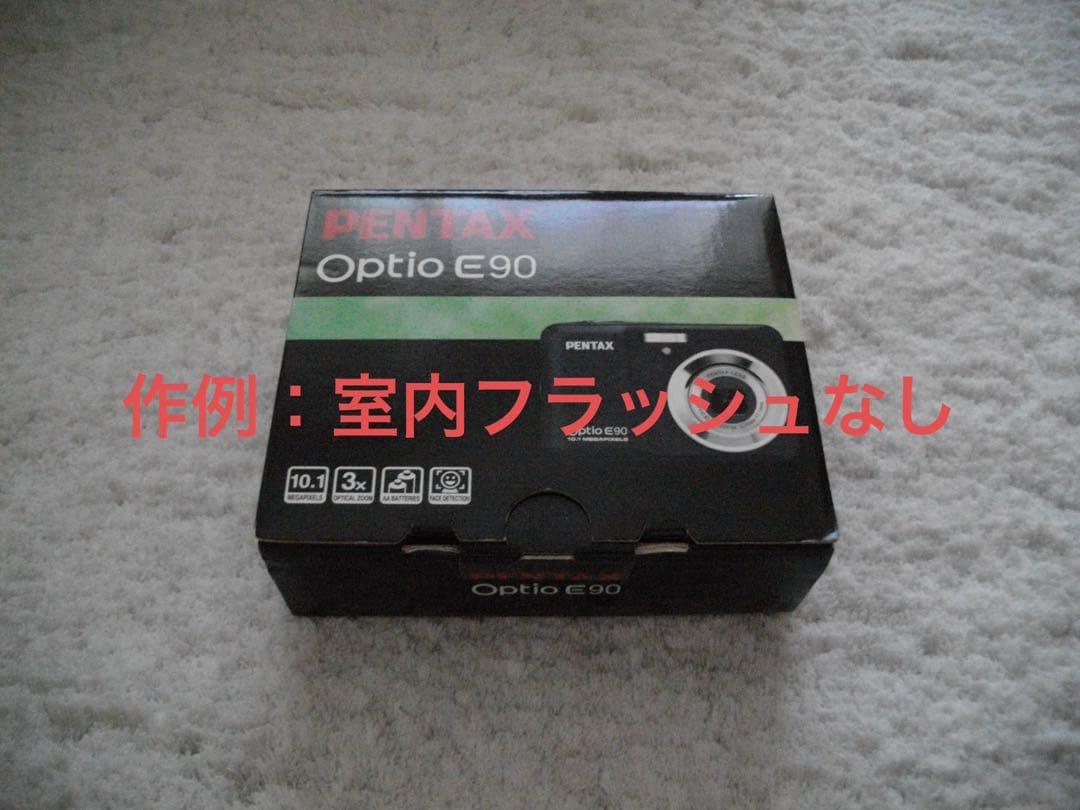 PENTAX
Optio E90
PENTAX
作例：室内フラッシュなし
Optio E90
10.1 MEGAPIXELS
10.1
MEGAPIXELS
3x
OPTICAL ZOOM
AA BATTERIES
FACE DETECTION
PENTAX
Optio E90